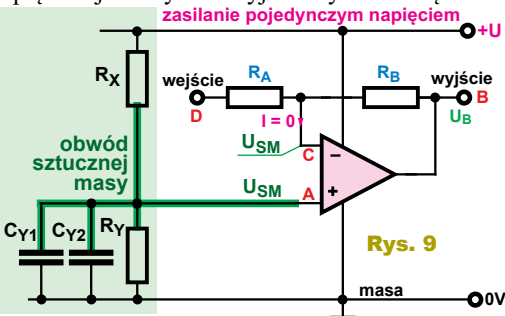 zasilanie pojedynczym napięciem
+U
RX
wejście
RA
RB
wyjście
D
I = 0
B
UB
obwód
sztucznej
masy
USM
C
−
USM
A
+
CY1
CY2
RY
Rys. 9
masa
0V